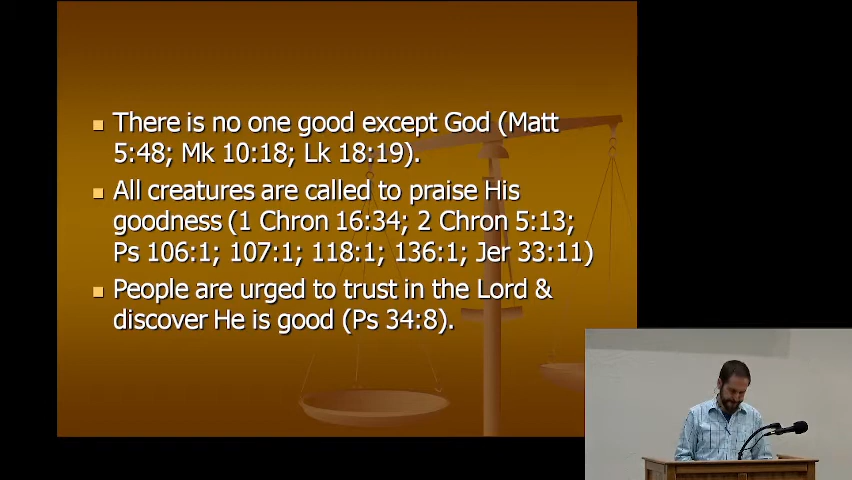 There is no one good except God (Matt
5:48; Mk 10:18; Lk 18:19).
All creatures are called to praise His
goodness (1 Chron 16:34; 2 Chron 5:13;
Ps 106:1; 107:1; 118:1; 136:1; Jer 33:11)
People are urged to trust in the Lord &
discover He is good (Ps 34:8).